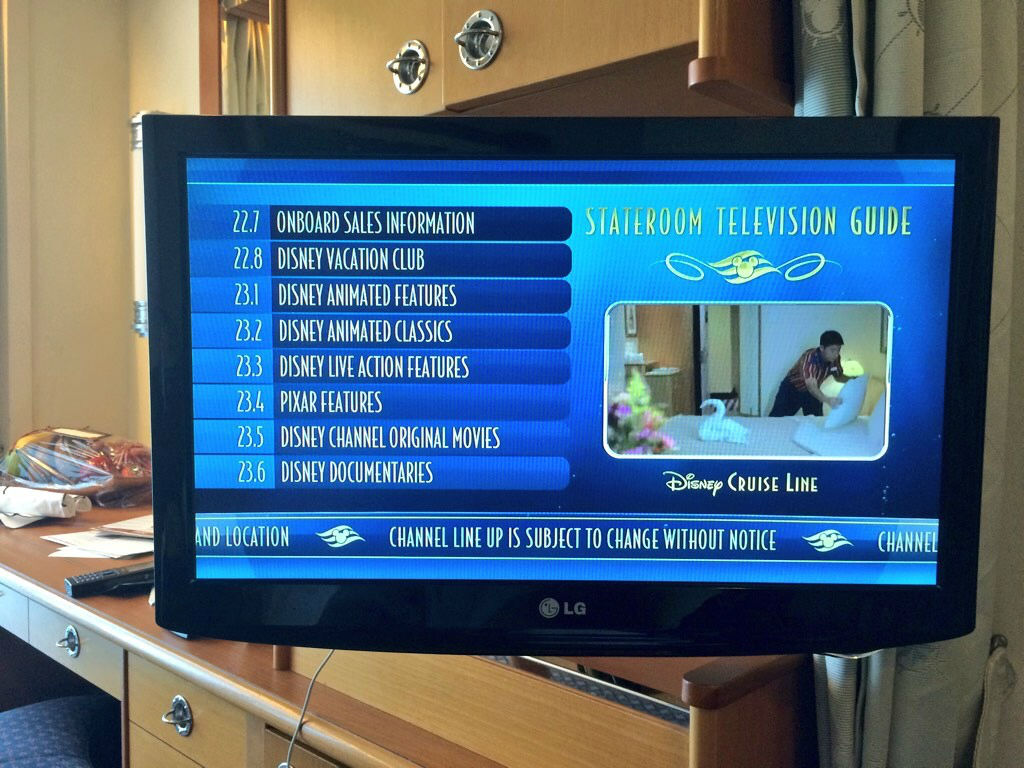 22.7 ONBOARD SALES INFORMATION
22.8 DISNEY VACATION CLUB
23.1 DISNEY ANIMATED FEATURES
23.2 DISNEY ANIMATED CLASSICS
23.3 DISNEY LIVE ACTION FEATURES
23.4 PIXAR FEATURES
23.5 DISNEY CHANNEL ORIGINAL MOVIES
23.6 DISNEY DOCUMENTARIES
STATEROOM TELEVISION GUIDE
DISNEY CRUISE LINE
AND LOCATION CHANNEL LINE UP IS SUBJECT TO CHANGE WITHOUT NOTICE CHANNEL
LG